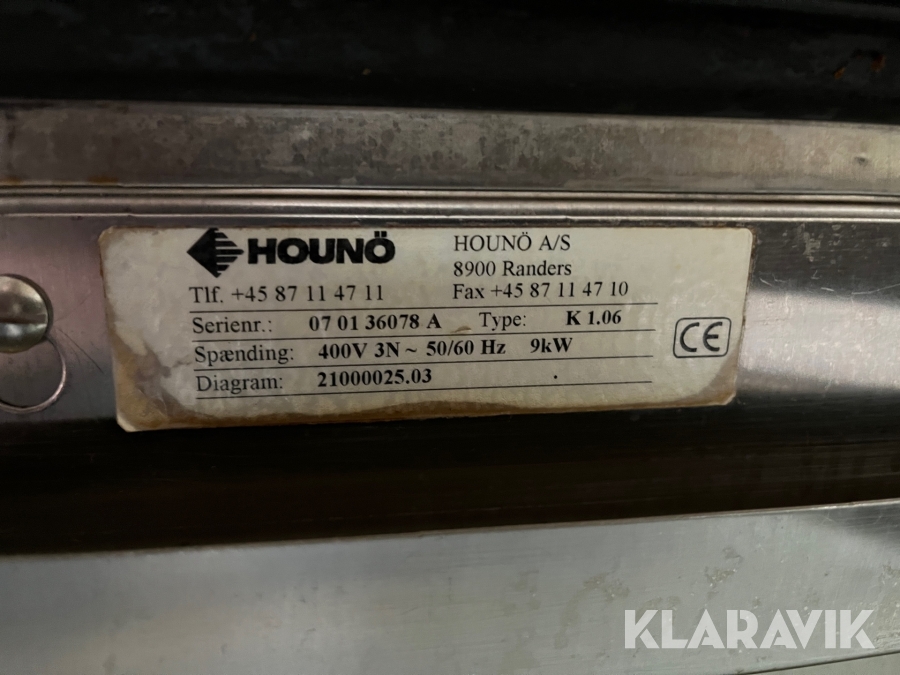 HOUNÖ
HOUNÖ A/S
8900 Randers
Tlf. +45 87 11 47 11 Fax +45 87 11 47 10
Serienr.: 07 01 36078 A Type: K 1.06
Spænding: 400V 3N ~ 50/60 Hz 9kW
Diagram: 21000025.03 .
CE
KLARAVIK